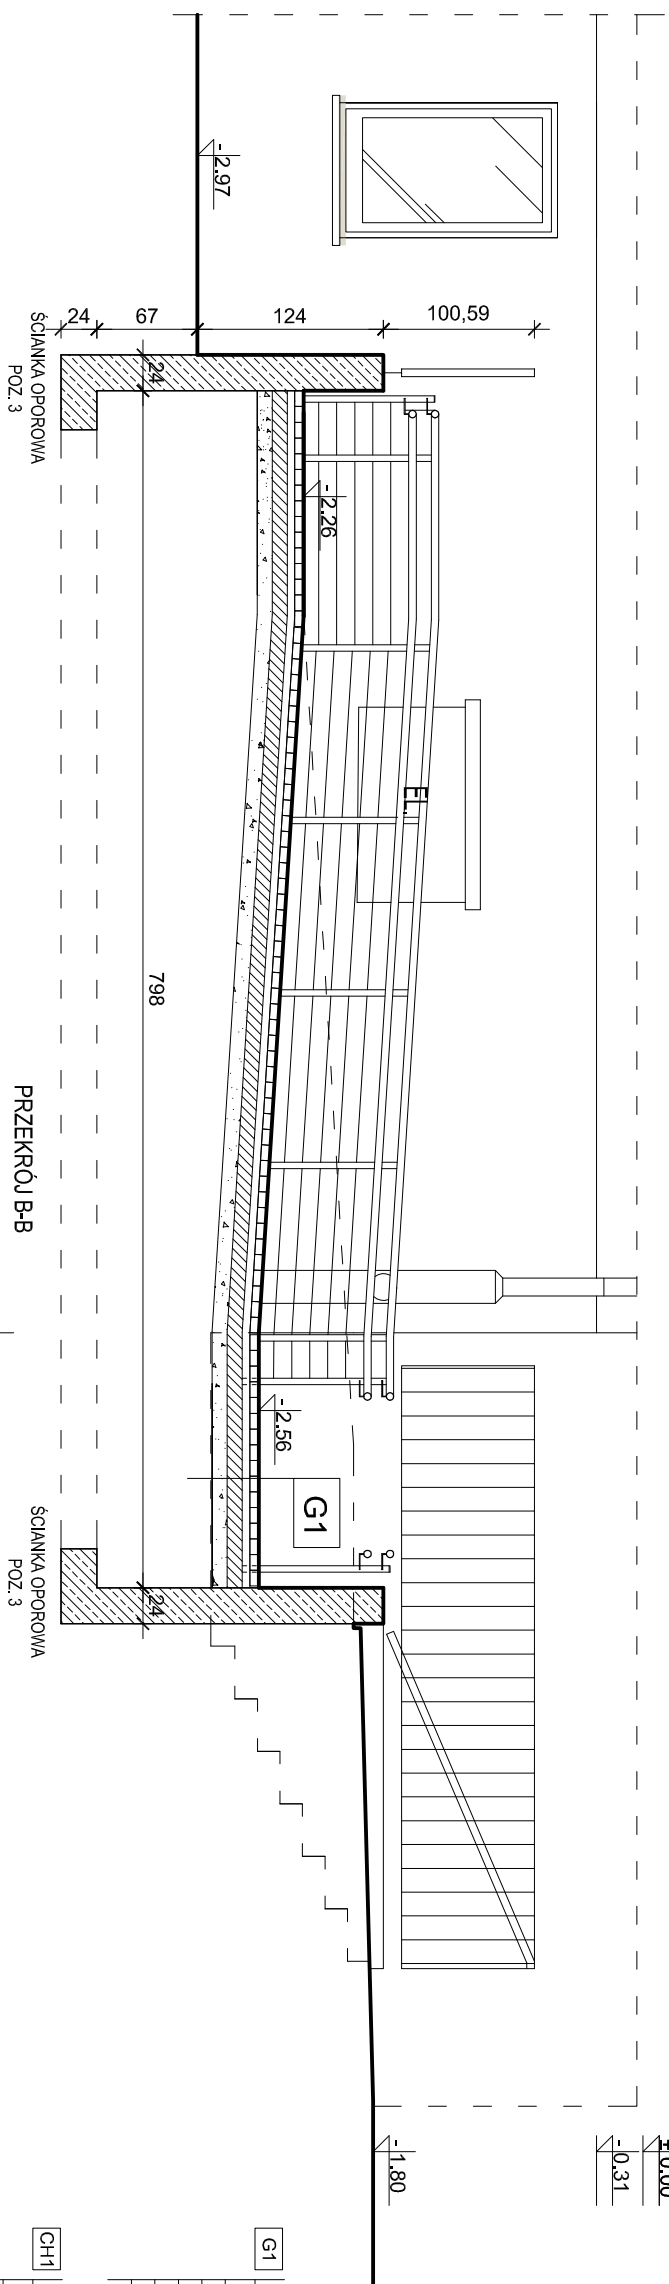 ±0.00
-0.31
-1.80
-2.97
100,59
124
67
24
24
ŚCIANKA OPOROWA
POZ. 3
-2.26
EL.
798
-2.56
G1
24
ŚCIANKA OPOROWA
POZ. 3
PRZEKRÓJ B-B
G1
CH1